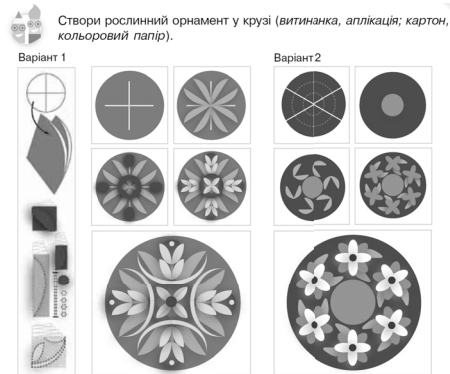 Створи рослинний орнамент у крузі (витинанка, аплікація; картон,
кольоровий папір).
Варіант 1
Варіант 2